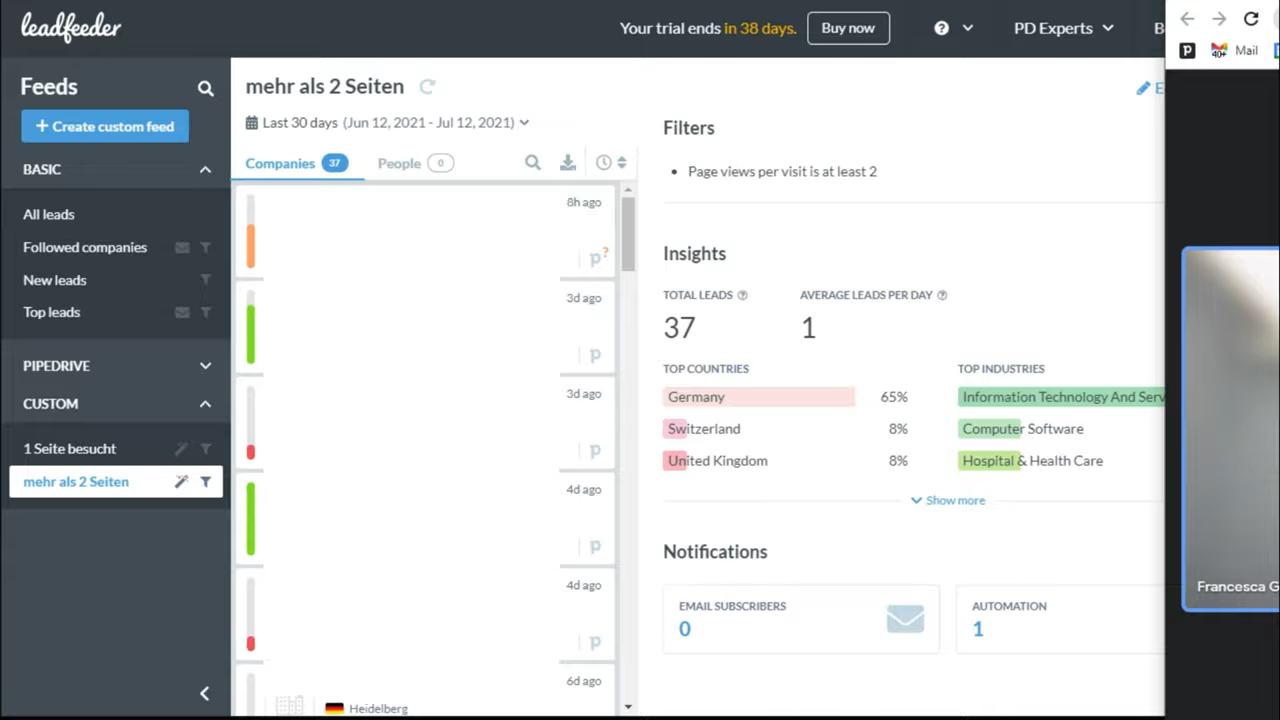 leadfeeder
Your trial ends in 38 days.
Buy now
PD Experts
Mail
40+
Feeds
+ Create custom feed
BASIC
All leads
Followed companies
New leads
Top leads
PIPEDRIVE
CUSTOM
1 Seite besucht
mehr als 2 Seiten
mehr als 2 Seiten
Last 30 days (Jun 12, 2021 - Jul 12, 2021)
Companies 37
People 0
8h ago
p?
3d ago
p
3d ago
p
4d ago
p
4d ago
p
6d ago
Heidelberg
Filters
• Page views per visit is at least 2
Insights
TOTAL LEADS ?
37
AVERAGE LEADS PER DAY ?
1
TOP COUNTRIES
Germany 65%
Switzerland 8%
United Kingdom 8%
TOP INDUSTRIES
Information Technology And Serv
Computer Software
Hospital & Health Care
Show more
Notifications
EMAIL SUBSCRIBERS
0
AUTOMATION
1
Francesca G